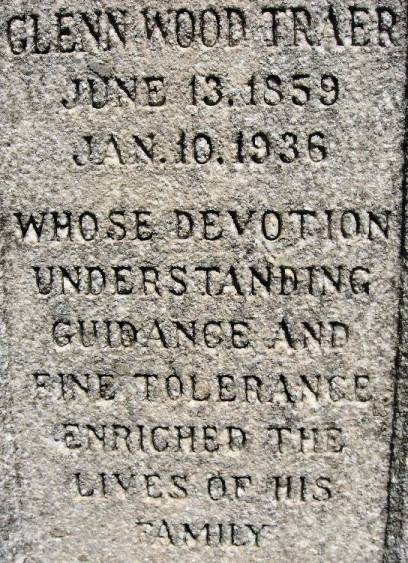 GLENN WOOD TRAER
JUNE 13.1859
JAN.10.1936
WHOSE DEVOTION
UNDERSTANDING
GUIDANCE AND
FINE TOLERANCE
ENRICHED THE
LIVES OF HIS
FAMILY